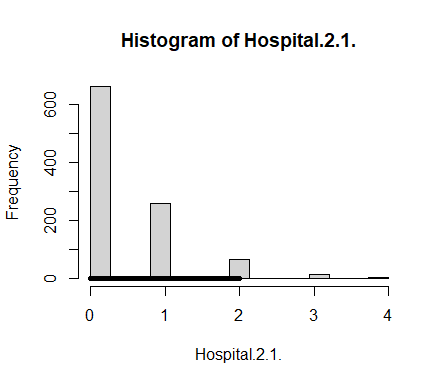 Histogram of Hospital.2.1.
Frequency
600
400
200
0
0 1 2 3 4
Hospital.2.1.